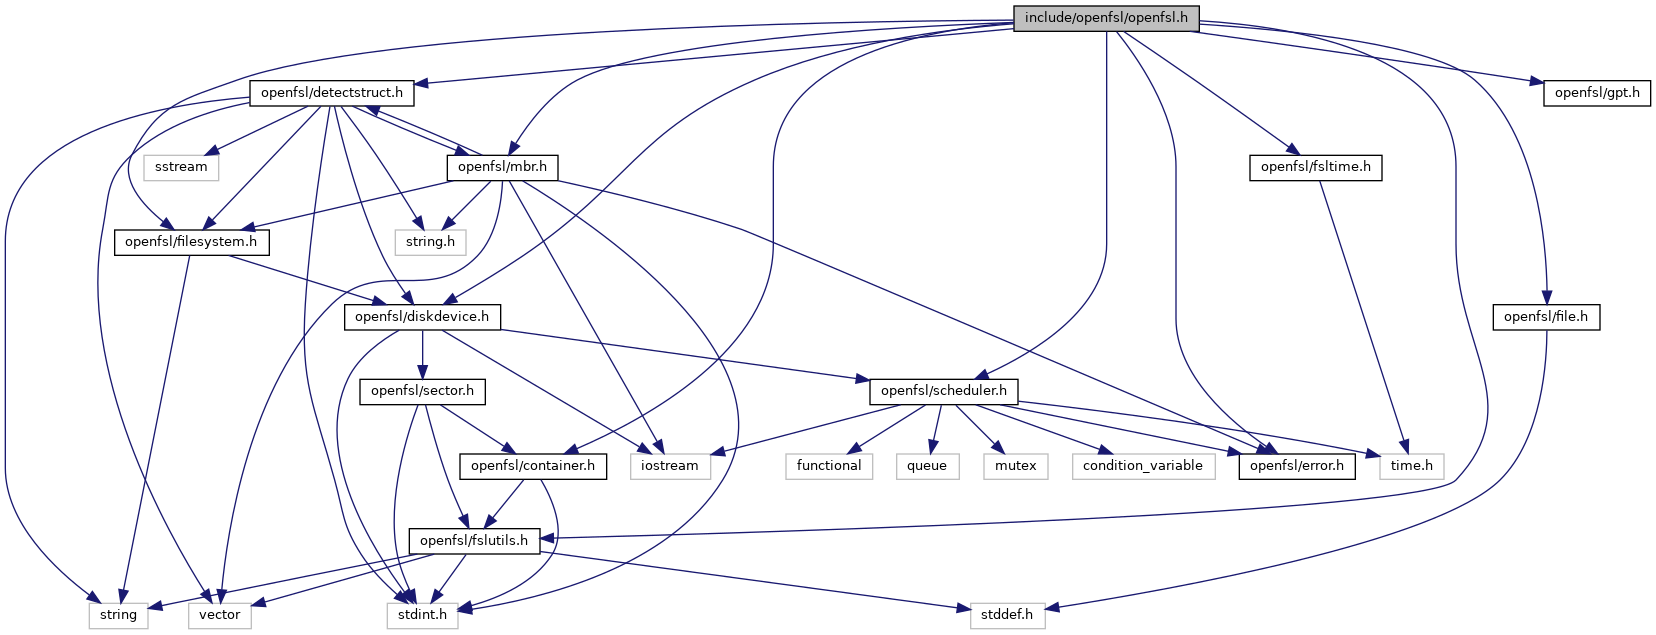 include/openfsl/openfsl.h
openfsl/detectstruct.h
openfsl/gpt.h
sstream
openfsl/mbr.h
openfsl/fsltime.h
openfsl/filesystem.h
string.h
openfsl/diskdevice.h
openfsl/file.h
openfsl/sector.h
openfsl/scheduler.h
openfsl/container.h
iostream
functional
queue
mutex
condition_variable
openfsl/error.h
time.h
openfsl/fslutils.h
string
vector
stdint.h
stddef.h